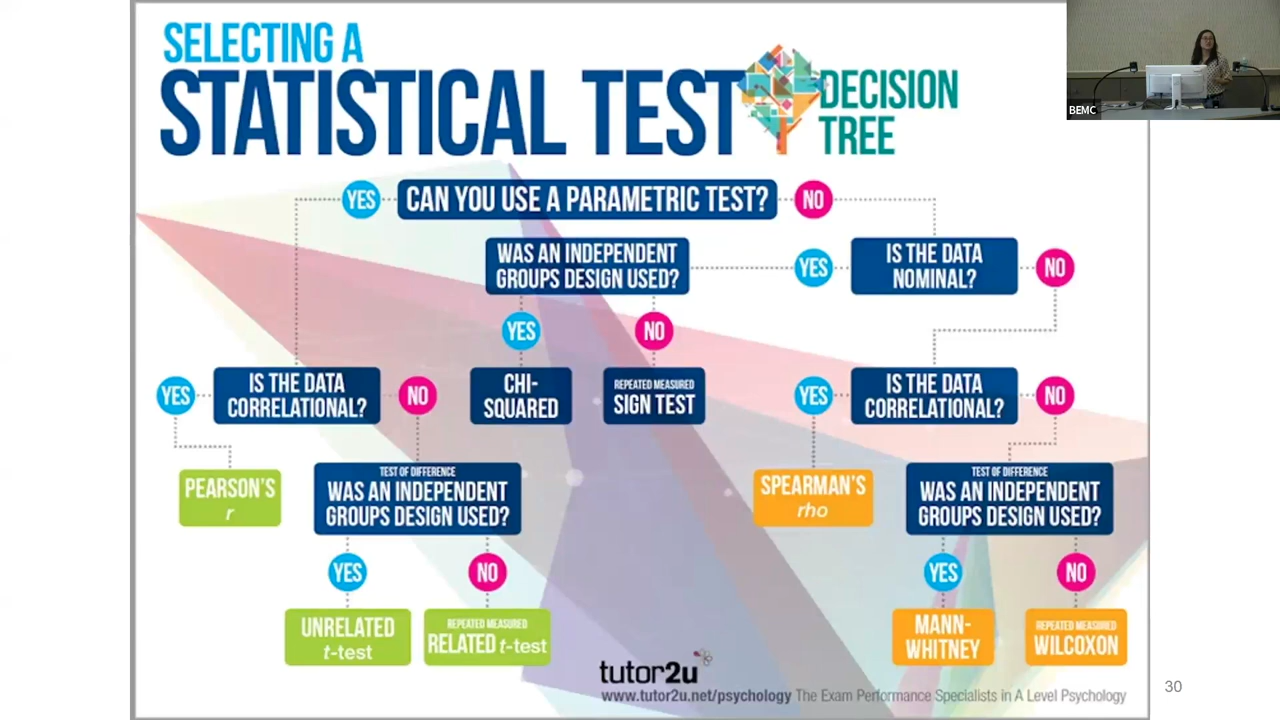 SELECTING A
STATISTICAL TEST
DECISION
TREE
BEMC
YES
CAN YOU USE A PARAMETRIC TEST?
NO
WAS AN INDEPENDENT
GROUPS DESIGN USED?
YES
IS THE DATA
NOMINAL?
NO
YES
NO
YES
IS THE DATA
CORRELATIONAL?
NO
CHI-
SQUARED
REPEATED MEASURED
SIGN TEST
YES
IS THE DATA
CORRELATIONAL?
NO
PEARSON'S
r
TEST OF DIFFERENCE
WAS AN INDEPENDENT
GROUPS DESIGN USED?
SPEARMAN'S
rho
TEST OF DIFFERENCE
WAS AN INDEPENDENT
GROUPS DESIGN USED?
YES
NO
YES
NO
UNRELATED
t-test
REPEATED MEASURED
RELATED t-test
MANN-
WHITNEY
REPEATED MEASURED
WILCOXON
tutor2u
www.tutor2u.net/psychology The Exam Performance Specialists in A Level Psychology
30